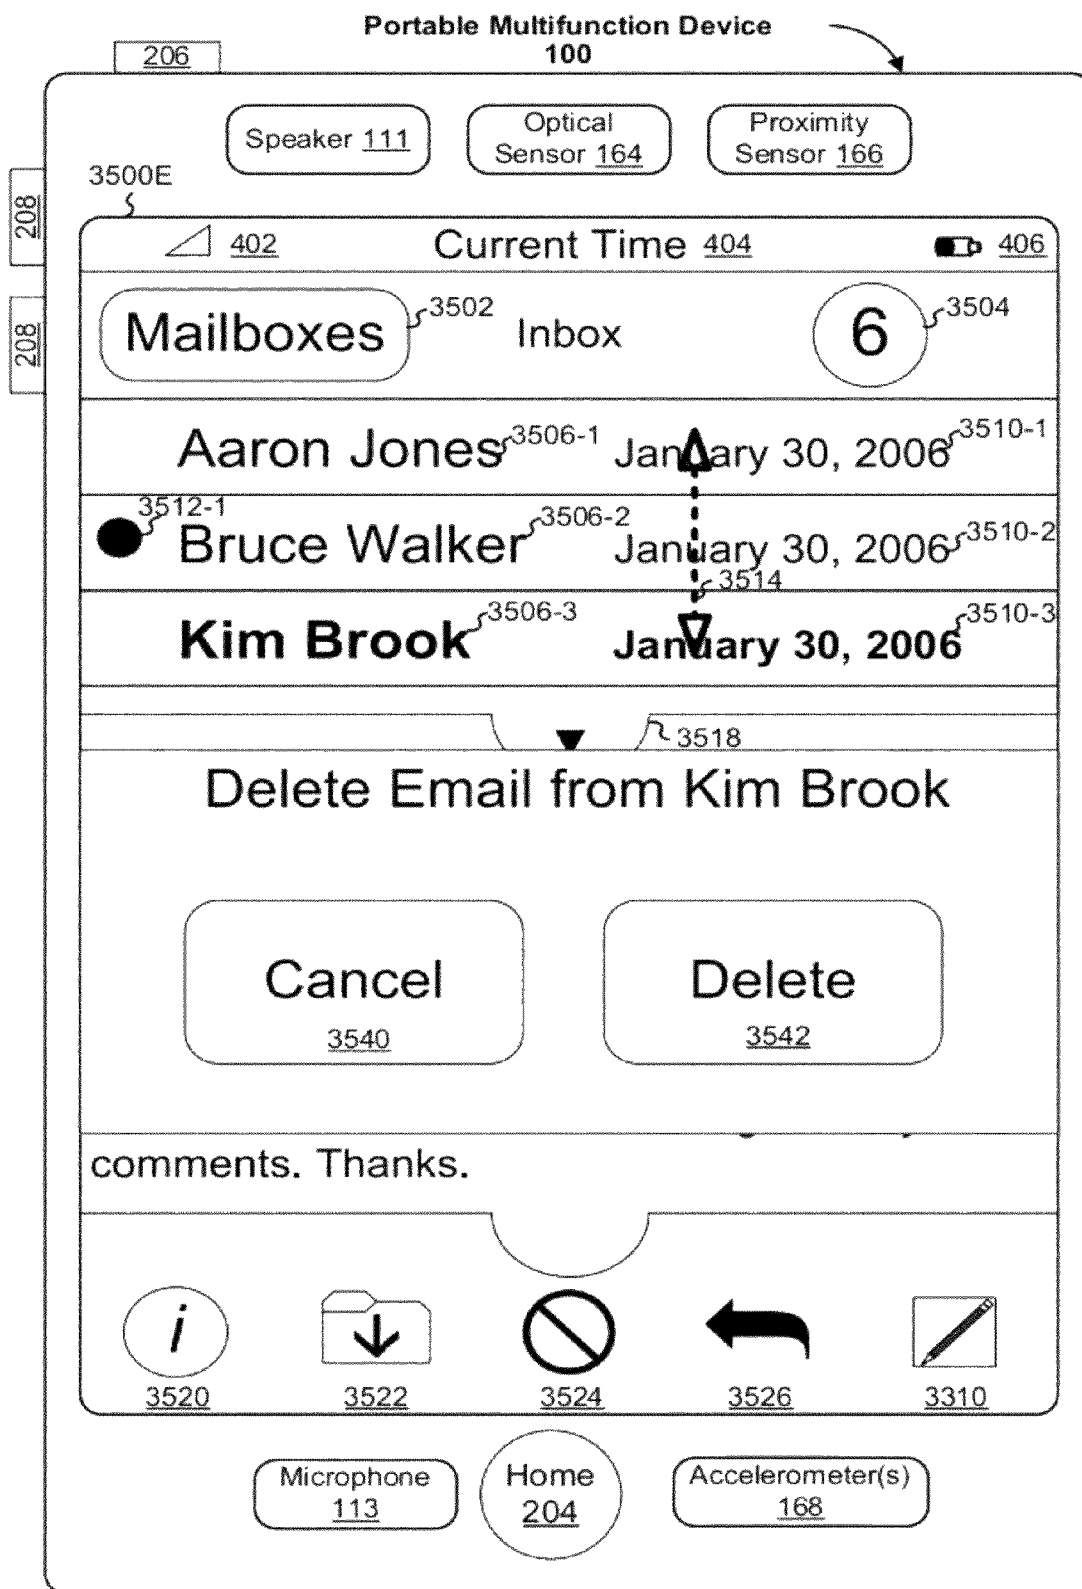 Portable Multifunction Device
100
206
Speaker 111
Optical
Sensor 164
Proximity
Sensor 166
3500E
208
208
402 Current Time 404 406
Mailboxes 3502 Inbox 6 3504
Aaron Jones 3506-1 January 30, 2006 3510-1
3512-1 Bruce Walker 3506-2 January 30, 2006 3510-2
3514
Kim Brook 3506-3 January 30, 2006 3510-3
3518
Delete Email from Kim Brook
Cancel Delete
3540 3542
comments. Thanks.
i
3520 3522 3524 3526 3310
Microphone
113
Home
204
Accelerometer(s)
168